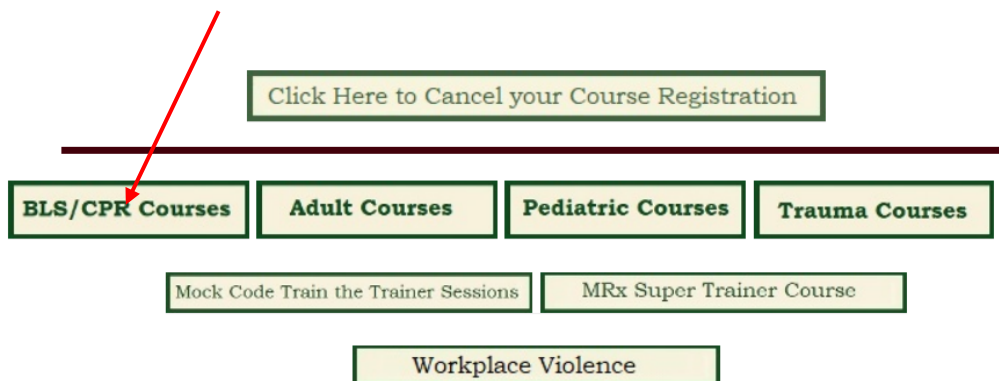 Click Here to Cancel your Course Registration
BLS/CPR Courses
Adult Courses
Pediatric Courses
Trauma Courses
Mock Code Train the Trainer Sessions
MRx Super Trainer Course
Workplace Violence